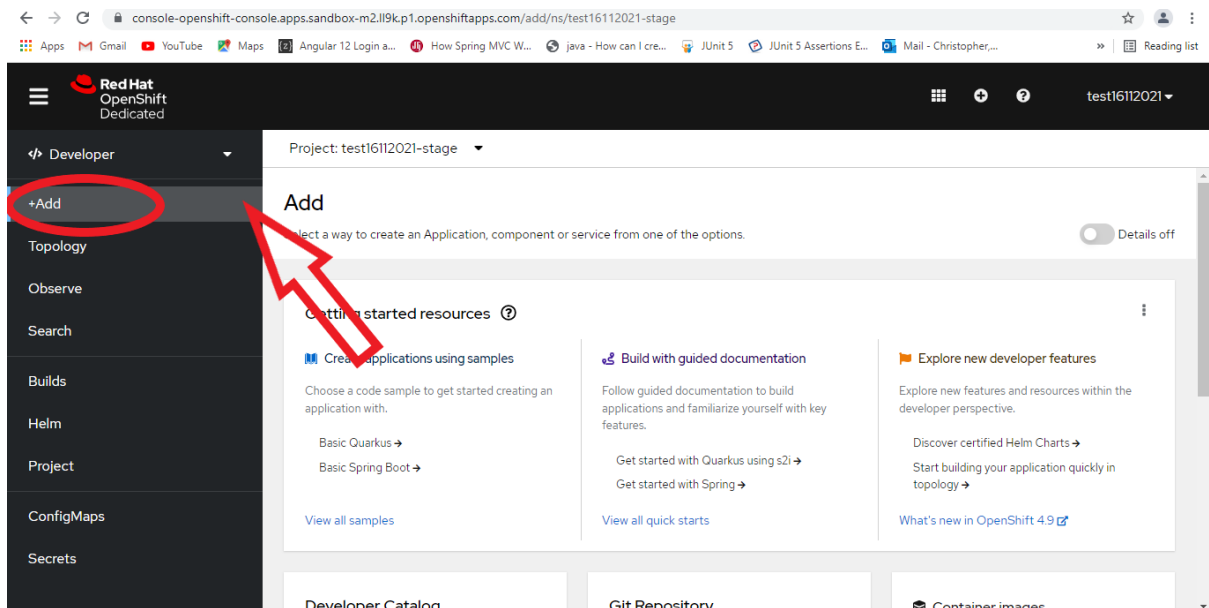 console-openshift-console.apps.sandbox-m2.ll9k.p1.openshiftapps.com/add/ns/test16112021-stage
Apps Gmail YouTube Maps Angular 12 Login a... How Spring MVC W... java - How can I cre... JUnit 5 JUnit 5 Assertions E... Mail - Christopher,... » Reading list
Red Hat
OpenShift
Dedicated
test16112021
Developer
Project: test16112021-stage
+Add
Topology
Observe
Search
Builds
Helm
Project
ConfigMaps
Secrets
Add
Select a way to create an Application, component or service from one of the options.
Details off
Getting started resources
Create applications using samples
Choose a code sample to get started creating an
application with.
Basic Quarkus →
Basic Spring Boot →
View all samples
Build with guided documentation
Follow guided documentation to build
applications and familiarize yourself with key
features.
Get started with Quarkus using s2i →
Get started with Spring →
View all quick starts
Explore new developer features
Explore new features and resources within the
developer perspective.
Discover certified Helm Charts →
Start building your application quickly in
topology →
What's new in OpenShift 4.9
Developer Catalog
Git Repository
Container images